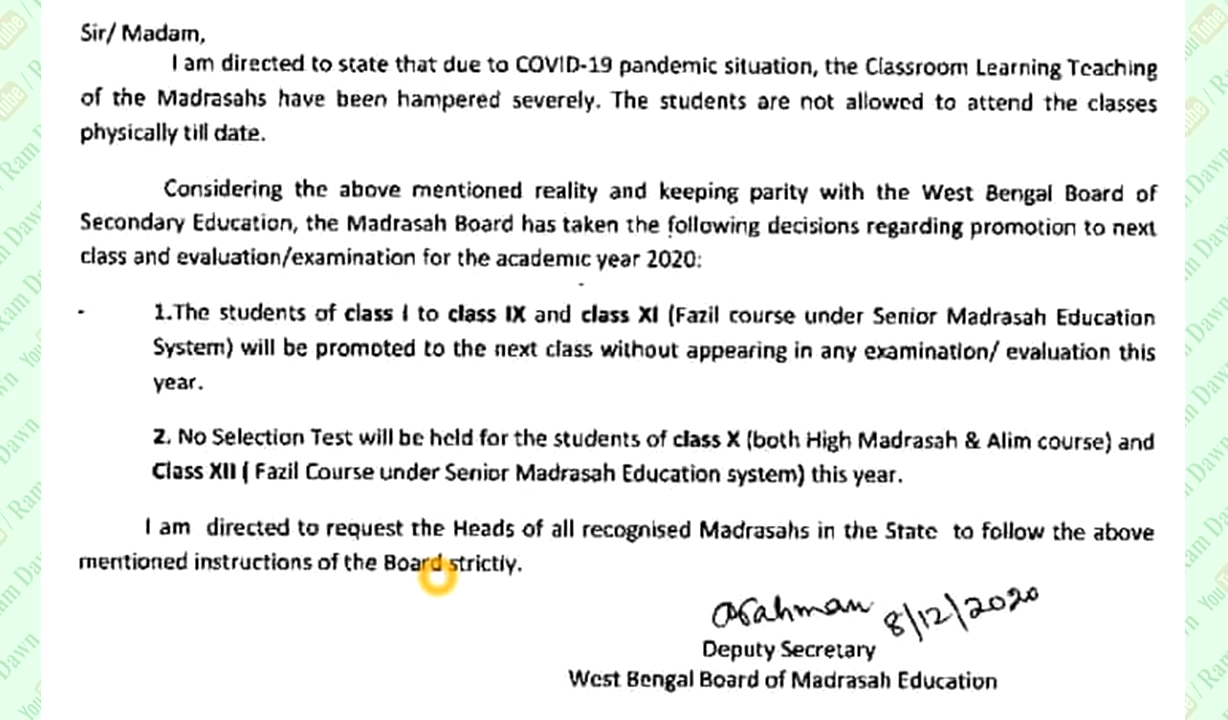 Sir/ Madam,
I am directed to state that due to COVID-19 pandemic situation, the Classroom Learning Teaching
of the Madrasahs have been hampered severely. The students are not allowed to attend the classes
physically till date.
Considering the above mentioned reality and keeping parity with the West Bengal Board of
Secondary Education, the Madrasah Board has taken the following decisions regarding promotion to next
class and evaluation/examination for the academic year 2020:
1.The students of class I to class IX and class XI (Fazil course under Senior Madrasah Education
System) will be promoted to the next class without appearing in any examination/ evaluation this
year.
2. No Selection Test will be held for the students of class X (both High Madrasah & Alim course) and
Class XII ( Fazil Course under Senior Madrasah Education system) this year.
I am directed to request the Heads of all recognised Madrasahs in the State to follow the above
mentioned instructions of the Board strictly.
8/12/2020
Deputy Secretary
West Bengal Board of Madrasah Education